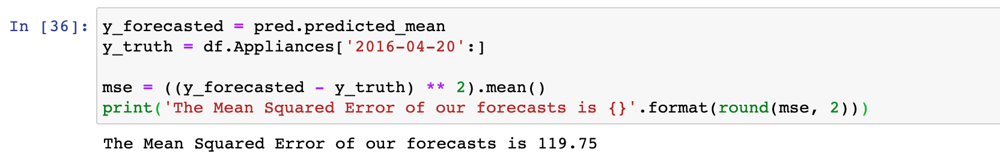 In [36]: y_forecasted = pred.predicted_mean
y_truth = df.Appliances['2016-04-20':]
mse = ((y_forecasted - y_truth) ** 2).mean()
print('The Mean Squared Error of our forecasts is {}'.format(round(mse, 2)))
The Mean Squared Error of our forecasts is 119.75